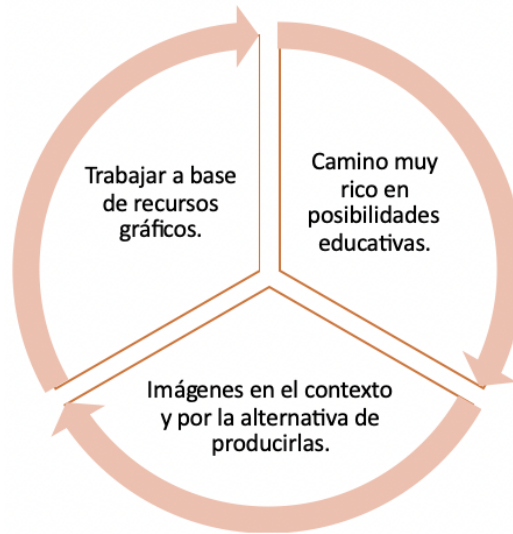 Trabajar a base
de recursos
gráficos.
Camino muy
rico en
posibilidades
educativas.
Imágenes en el contexto
y por la alternativa de
producirlas.